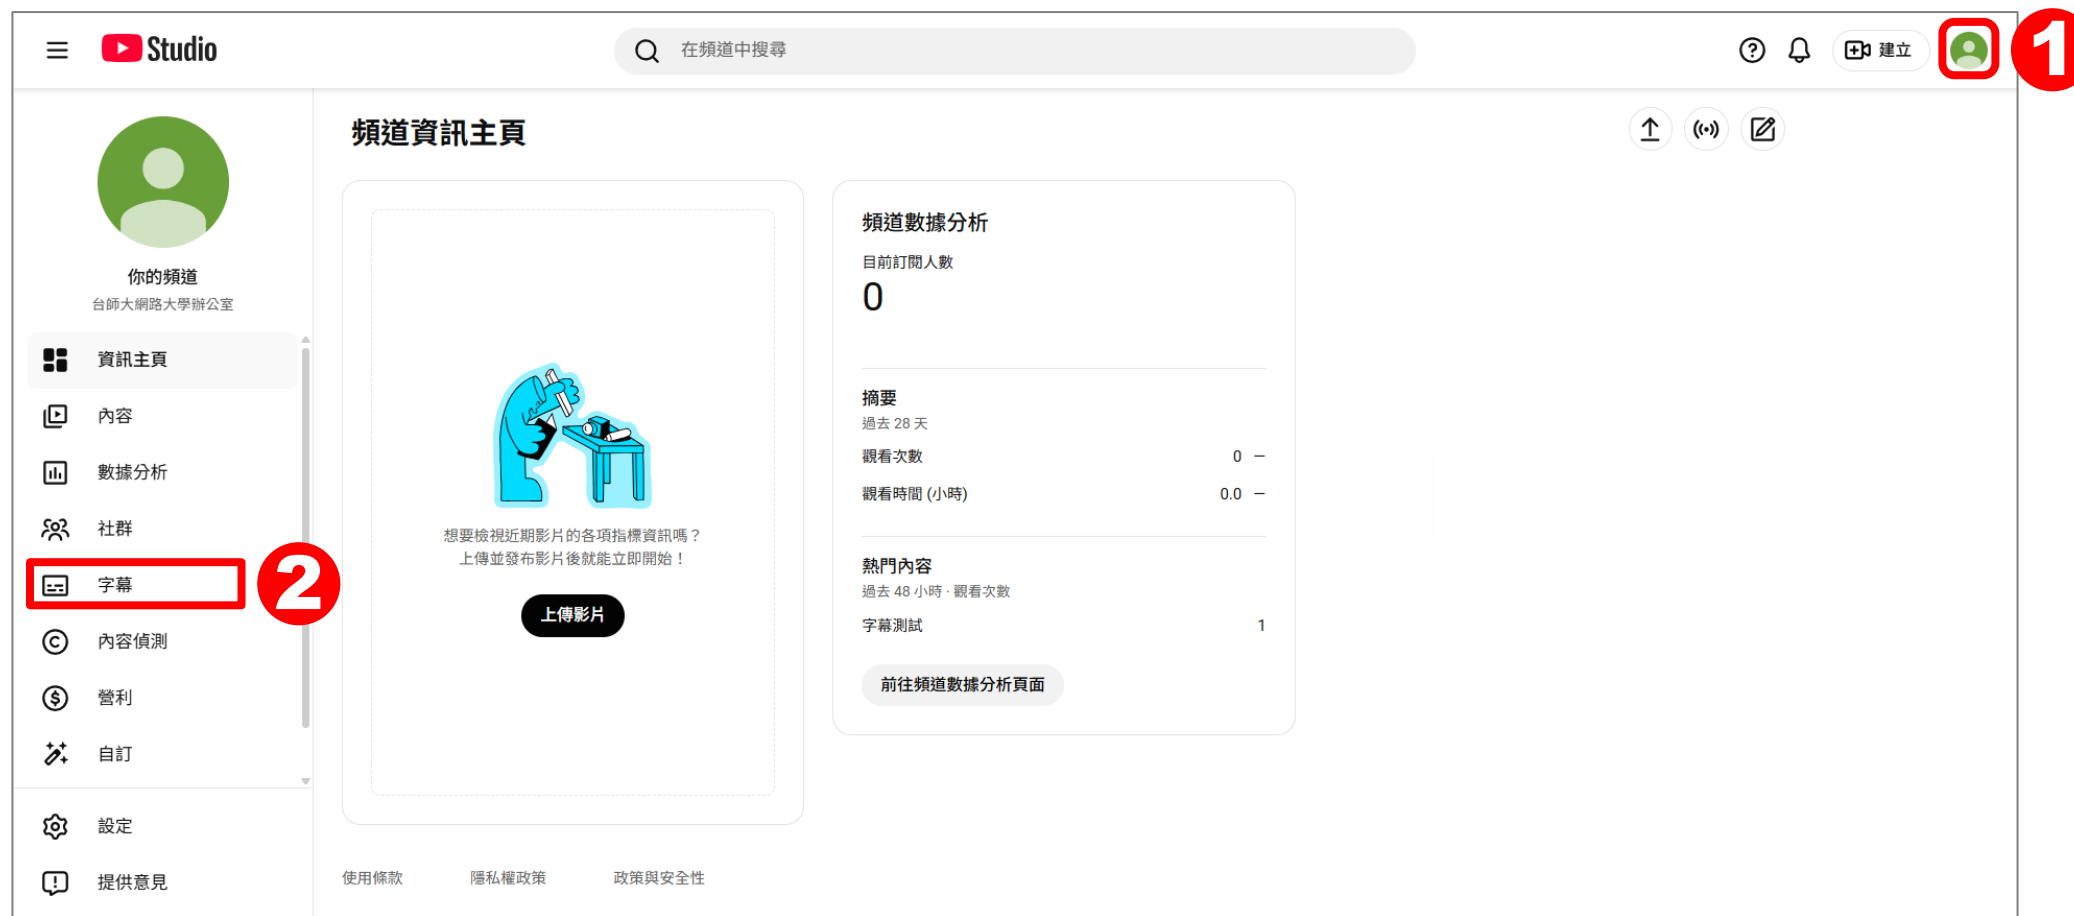 Studio
在頻道中搜尋
建立
1
頻道資訊主頁
你的頻道
台師大網路大學辦公室
資訊主頁
內容
數據分析
社群
字幕
2
內容偵測
營利
自訂
設定
提供意見
想要檢視近期影片的各項指標資訊嗎？
上傳並發布影片後就能立即開始！
上傳影片
頻道數據分析
目前訂閱人數
0
摘要
過去 28 天
觀看次數 0 —
觀看時間 (小時) 0.0 —
熱門內容
過去 48 小時 · 觀看次數
字幕測試 1
前往頻道數據分析頁面
使用條款 隱私權政策 政策與安全性